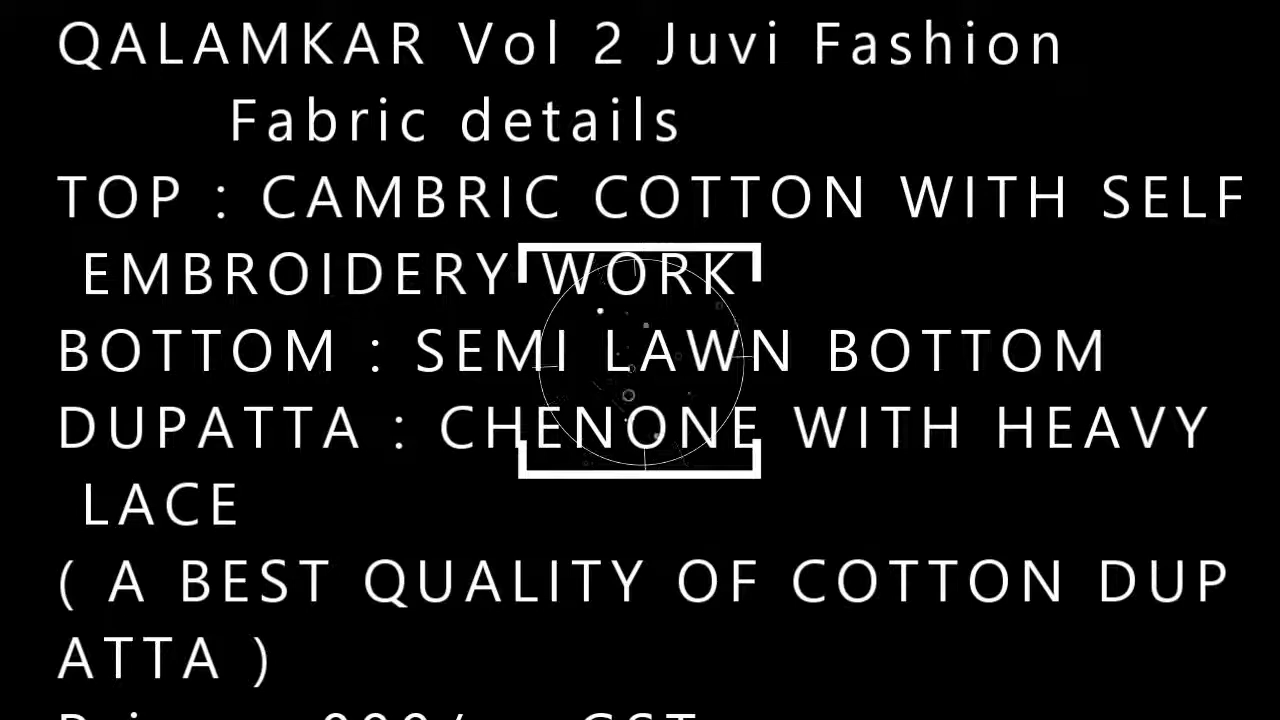 QALAMKAR Vol 2 Juvi Fashion
Fabric details
TOP : CAMBRIC COTTON WITH SELF
EMBROIDERY WORK
BOTTOM : SEMI LAWN BOTTOM
DUPATTA : CHENONE WITH HEAVY
LACE
( A BEST QUALITY OF COTTON DUP
ATTA )